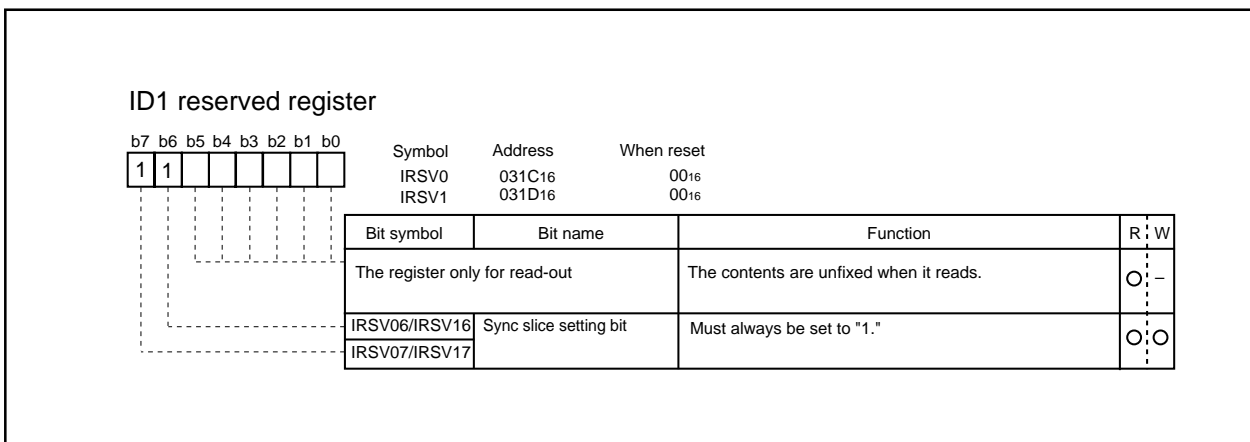 ID1 reserved register
b7 b6 b5 b4 b3 b2 b1 b0
1 1
Symbol Address When reset
IRSV0 031C16 0016
IRSV1 031D16 0016
Bit symbol Bit name Function R W
The register only for read-out The contents are unfixed when it reads. O –
IRSV06/IRSV16 Sync slice setting bit Must always be set to "1." O O
IRSV07/IRSV17